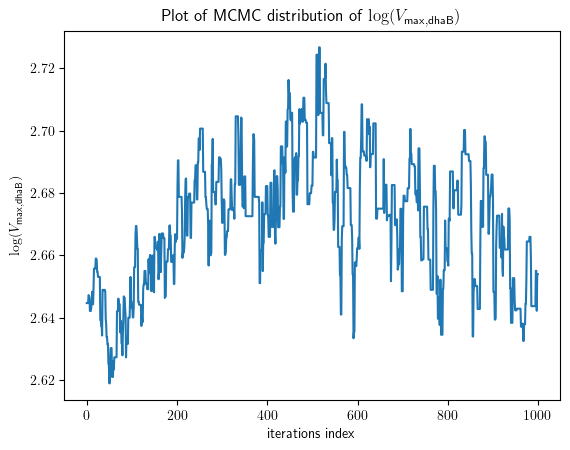 Plot of MCMC distribution of log(V_max,dhaB)
log(V_max,dhaB)
2.72
2.70
2.68
2.66
2.64
2.62
0 200 400 600 800 1000
iterations index